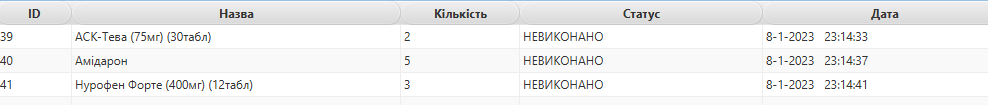 ID Назва Кількість Статус Дата
39 АСК-Тева (75мг) (30табл) 2 НЕВИКОНАНО 8-1-2023 23:14:33
40 Амідарон 5 НЕВИКОНАНО 8-1-2023 23:14:37
41 Нурофен Форте (400мг) (12табл) 3 НЕВИКОНАНО 8-1-2023 23:14:41